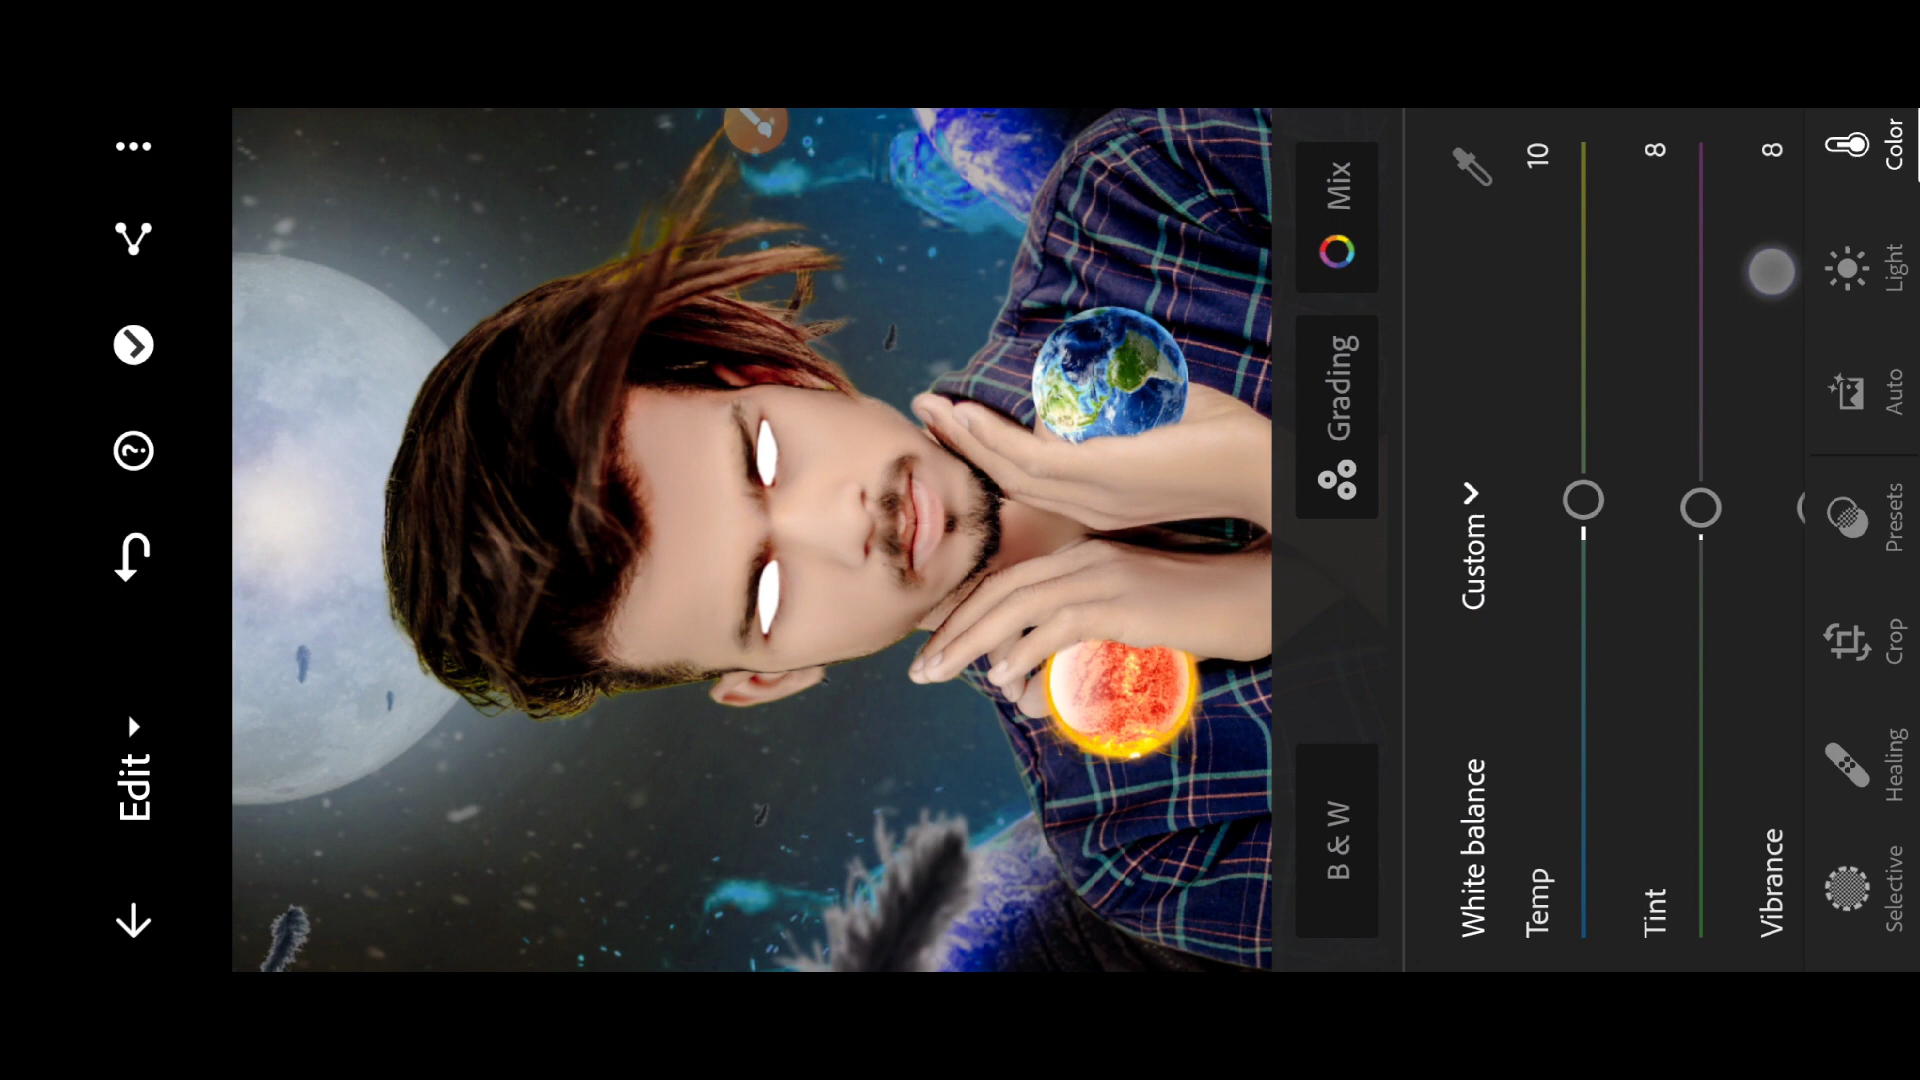 Edit
Mix
Grading
B & W
White balance
Custom
Temp
10
Tint
8
Vibrance
8
Selective
Healing
Crop
Presets
Auto
Light
Color